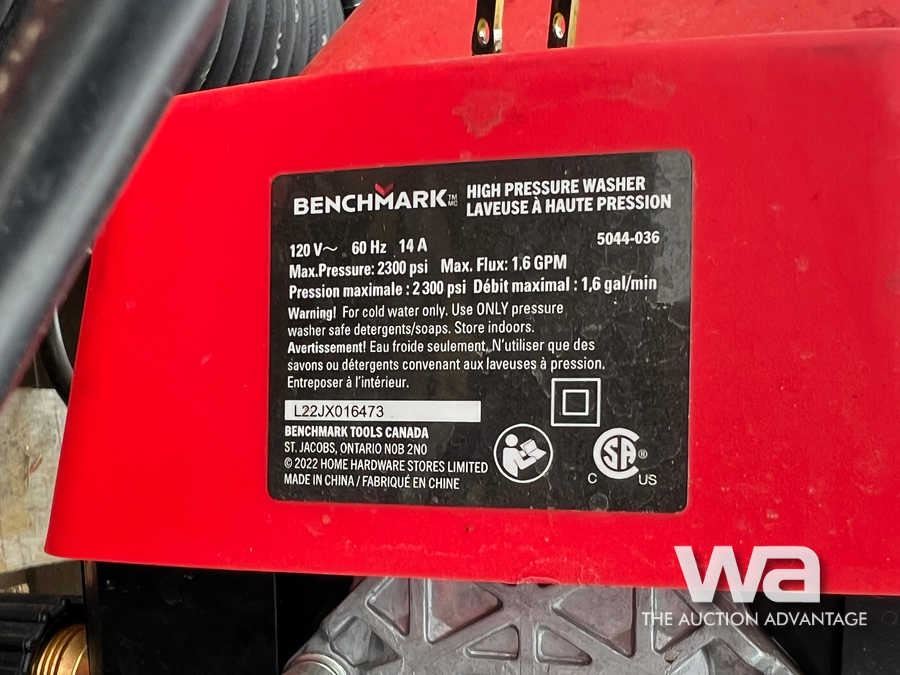 BENCHMARK TM MC
HIGH PRESSURE WASHER
LAVEUSE À HAUTE PRESSION
120 V~ 60 Hz 14 A
5044-036
Max.Pressure: 2300 psi Max. Flux: 1.6 GPM
Pression maximale : 2 300 psi Débit maximal : 1,6 gal/min
Warning! For cold water only. Use ONLY pressure
washer safe detergents/soaps. Store indoors.
Avertissement! Eau froide seulement. N'utiliser que des
savons ou détergents convenant aux laveuses à pression.
Entreposer à l'intérieur.
L22JX016473
BENCHMARK TOOLS CANADA
ST. JACOBS, ONTARIO N0B 2N0
© 2022 HOME HARDWARE STORES LIMITED
MADE IN CHINA / FABRIQUÉ EN CHINE
CSA ®
C US
wa
THE AUCTION ADVANTAGE